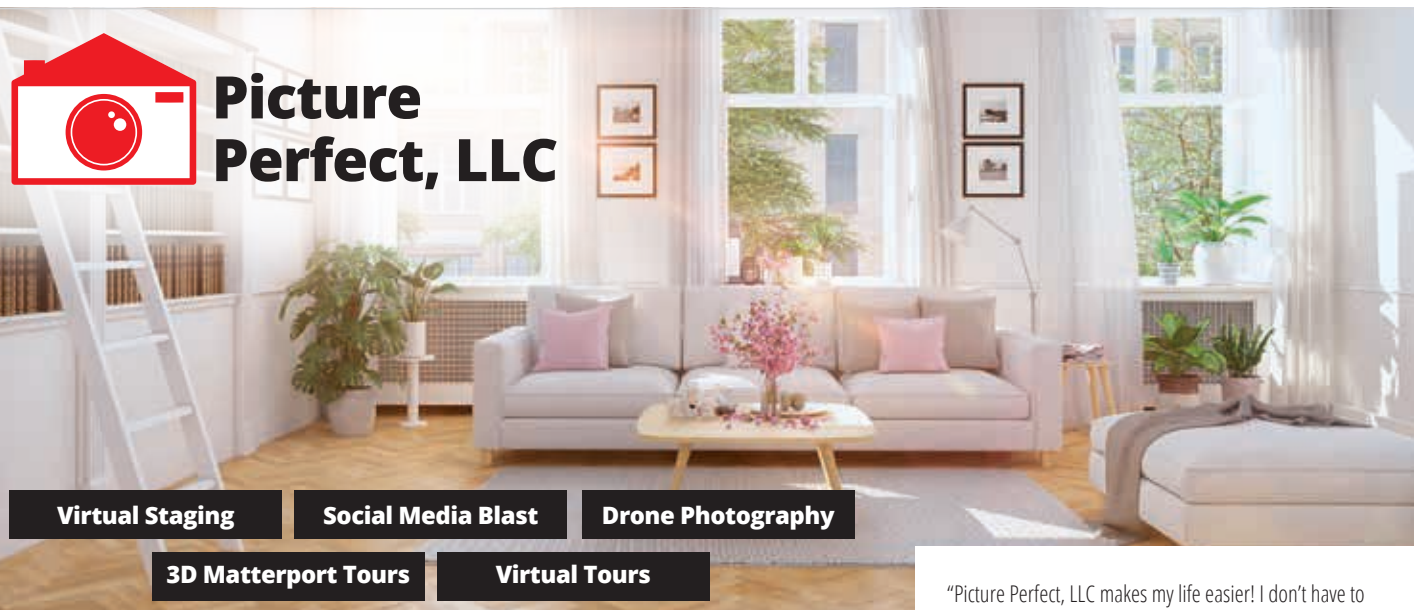 Picture
Perfect, LLC
Virtual Staging
Social Media Blast
Drone Photography
3D Matterport Tours
Virtual Tours
“Picture Perfect, LLC makes my life easier! I don’t have to